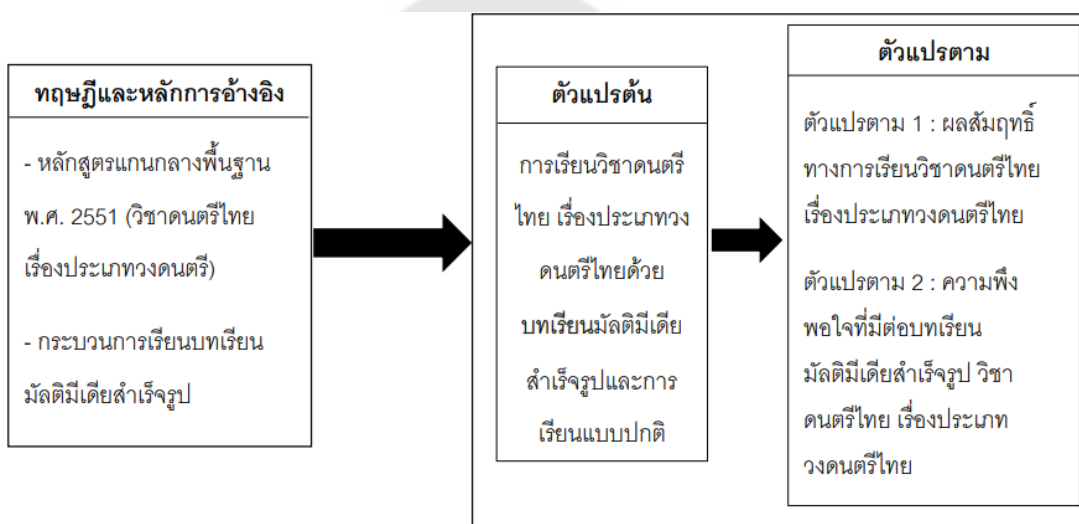 ทฤษฎีและหลักการอ้างอิง
- หลักสูตรแกนกลางพื้นฐาน
พ.ศ. 2551 (วิชาดนตรีไทย
เรื่องประเภทวงดนตรี)
- กระบวนการเรียนบทเรียน
มัลติมีเดียสำเร็จรูป
ตัวแปรต้น
การเรียนวิชาดนตรี
ไทย เรื่องประเภทวง
ดนตรีไทยด้วย
บทเรียนมัลติมีเดีย
สำเร็จรูปและการ
เรียนแบบปกติ
ตัวแปรตาม
ตัวแปรตาม 1 : ผลสัมฤทธิ์
ทางการเรียนวิชาดนตรีไทย
เรื่องประเภทวงดนตรีไทย
ตัวแปรตาม 2 : ความพึง
พอใจที่มีต่อบทเรียน
มัลติมีเดียสำเร็จรูป วิชา
ดนตรีไทย เรื่องประเภท
วงดนตรีไทย